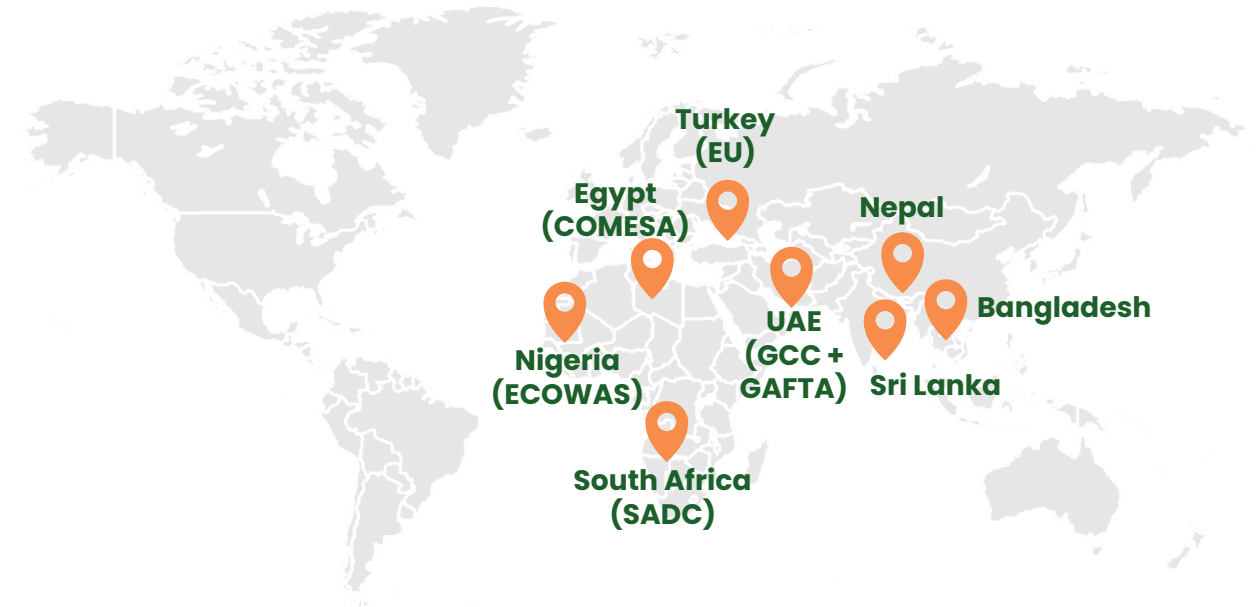 Turkey
(EU)
Egypt
(COMESA)
Nepal
Bangladesh
UAE
(GCC +
GAFTA)
Nigeria
(ECOWAS)
Sri Lanka
South Africa
(SADC)